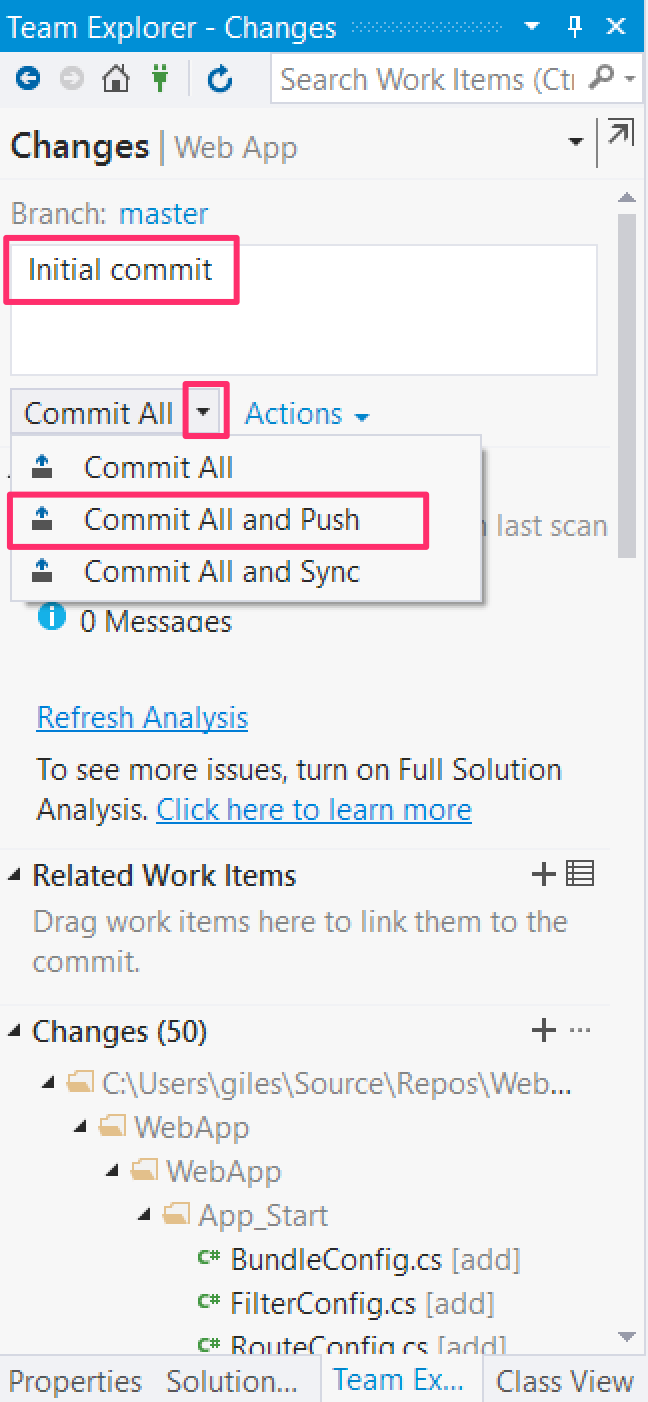 Team Explorer - Changes
Search Work Items (Ctr
Changes | Web App
Branch: master
Initial commit
Commit All Actions
Commit All
Commit All and Push
last scan
Commit All and Sync
0 Messages
Refresh Analysis
To see more issues, turn on Full Solution
Analysis. Click here to learn more
Related Work Items
Drag work items here to link them to the
commit.
Changes (50)
C:\Users\giles\Source\Repos\Web...
WebApp
WebApp
App_Start
C# BundleConfig.cs [add]
C# FilterConfig.cs [add]
C# RouteConfig.cs [add]
Properties Solution... Team Ex... Class View